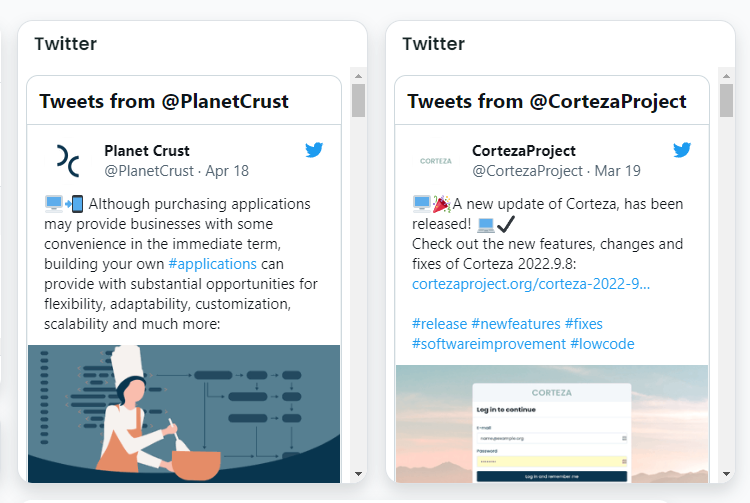 Twitter
Tweets from @PlanetCrust
Planet Crust
@PlanetCrust · Apr 18
🖥️📲 Although purchasing applications
may provide businesses with some
convenience in the immediate term,
building your own #applications can
provide with substantial opportunities for
flexibility, adaptability, customization,
scalability and much more:
Twitter
Tweets from @CortezaProject
CORTEZA
CortezaProject
@CortezaProject · Mar 19
🖥️🎉A new update of Corteza, has been
released! 💻✔️
Check out the new features, changes and
fixes of Corteza 2022.9.8:
cortezaproject.org/corteza-2022-9…
#release #newfeatures #fixes
#softwareimprovement #lowcode
CORTEZA
Log in to continue
E-mail
name@example.org
Password
Log in and remember me